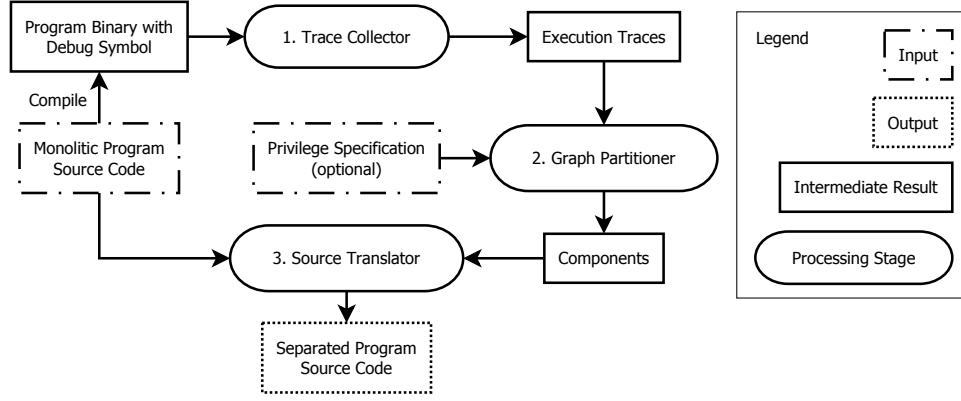 Program Binary with
Debug Symbol
1. Trace Collector
Execution Traces
Compile
Monolitic Program
Source Code
Privilege Specification
(optional)
2. Graph Partitioner
3. Source Translator
Components
Separated Program
Source Code
Legend
Input
Output
Intermediate Result
Processing Stage